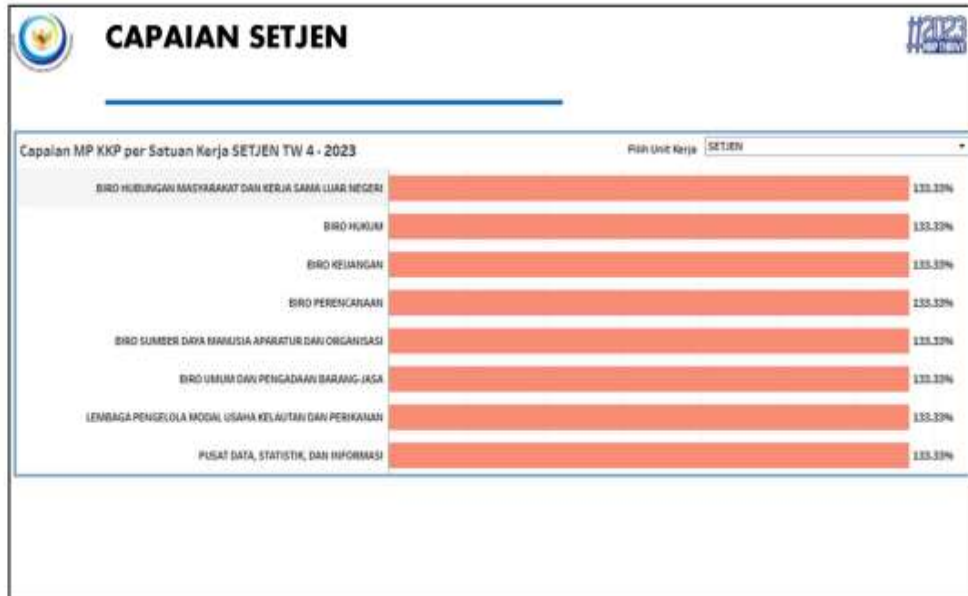 CAPAIAN SETJEN
#2023
Capaian MP KKP per Satuan Kerja SETJEN TW 4 - 2023
Pilih Unit Kerja SETJEN
BIRO HUBUNGAN MASYARAKAT DAN KERJA SAMA LUAR NEGERI 133.33%
BIRO HUKUM 133.33%
BIRO KEUANGAN 133.33%
BIRO PERENCANAAN 133.33%
BIRO SUMBER DAYA MANUSIA APARATUR DAN ORGANISASI 133.33%
BIRO UMUM DAN PENGADAAN BARANG-JASA 133.33%
LEMBAGA PENGELOLA MODAL USAHA KELAUTAN DAN PERIKANAN 133.33%
PUSAT DATA, STATISTIK, DAN INFORMASI 133.33%